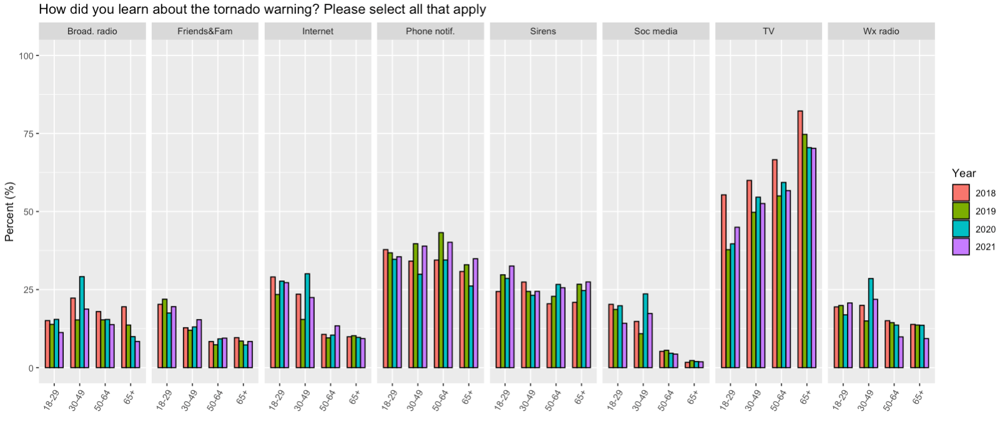 How did you learn about the tornado warning? Please select all that apply
Broad. radio Friends&Fam Internet Phone notif. Sirens Soc media TV Wx radio
100
75
50
25
0
Percent (%)
18-29 30-49 50-64 65+ 18-29 30-49 50-64 65+ 18-29 30-49 50-64 65+ 18-29 30-49 50-64 65+ 18-29 30-49 50-64 65+ 18-29 30-49 50-64 65+ 18-29 30-49 50-64 65+ 18-29 30-49 50-64 65+
Year
2018
2019
2020
2021